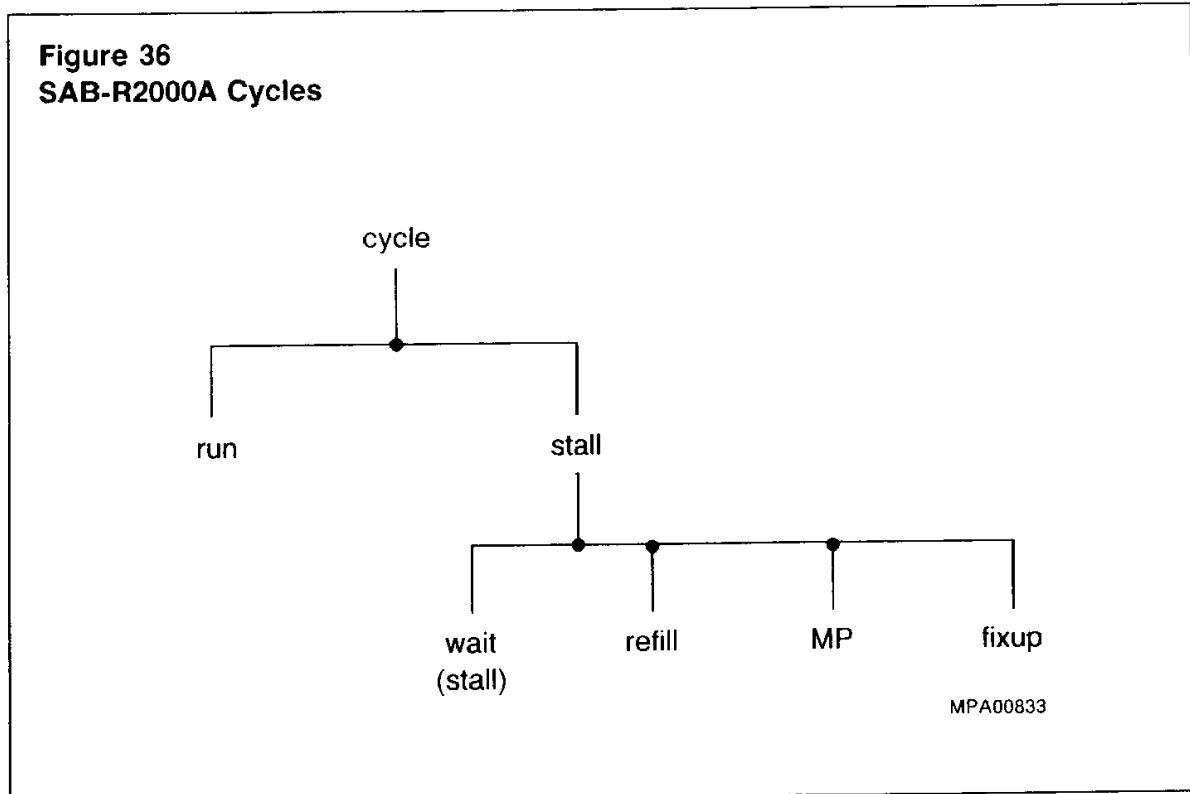 Figure 36
SAB-R2000A Cycles
cycle
run
stall
wait
(stall)
refill
MP
fixup
MPA00833